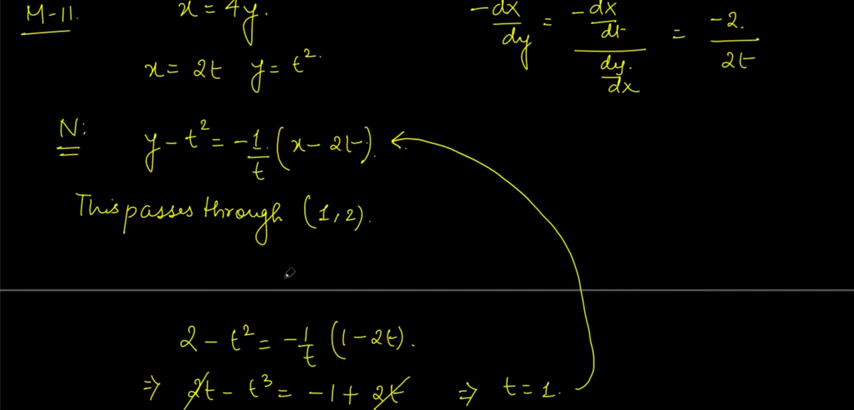 M-11. x = 4y. -dx/dy = (-dx/dt)/(dy/dx) = -2/2t
x = 2t y = t².
N: y - t² = -1/t (x - 2t).
This passes through (1, 2).
2 - t² = -1/t (1 - 2t).
⇒ 2t - t³ = -1 + 2t ⇒ t = 1.